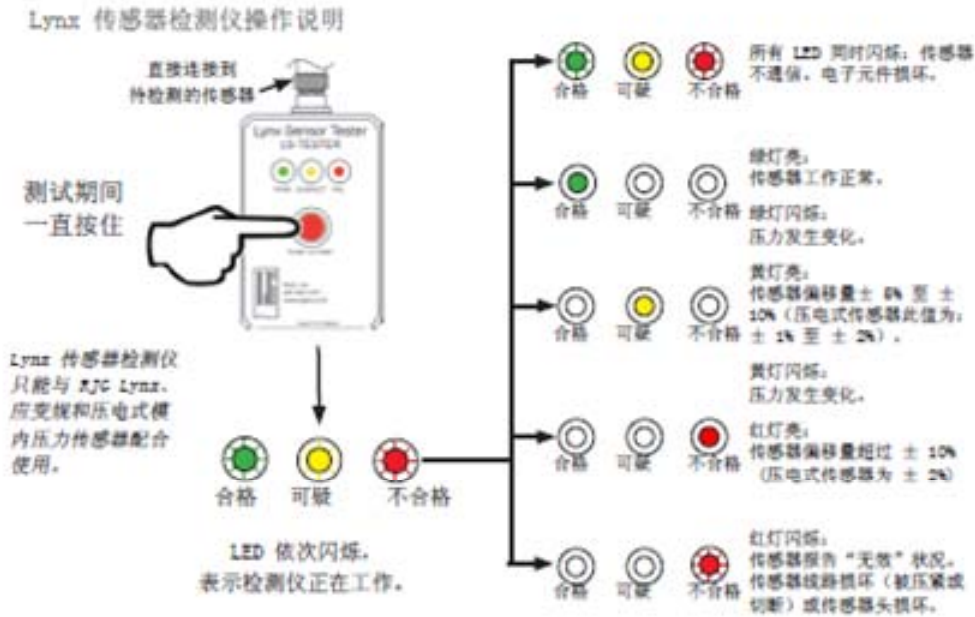 Lynx 传感器检测仪操作说明
直接连接到
待检测的传感器
Lynx Sensor Tester
LS-TESTER
测试期间
一直按住
Lynx 传感器检测仪
只能与 RJG Lynx、
应变规和压电式模
内压力传感器配合
使用。
合格 可疑 不合格
LED 依次闪烁，
表示检测仪正在工作。
合格 可疑 不合格
所有 LED 同时闪烁：传感器
不通信。电子元件损坏。
合格 可疑 不合格
绿灯亮：
传感器工作正常。
绿灯闪烁：
压力发生变化。
合格 可疑 不合格
黄灯亮：
传感器偏移量± 5% 至 ±
10%（压电式传感器此值为：
± 1% 至 ± 2%）。
黄灯闪烁：
压力发生变化。
合格 可疑 不合格
红灯亮：
传感器偏移量超过 ± 10%
（压电式传感器为 ± 2%）
合格 可疑 不合格
红灯闪烁：
传感器报告“无效”状况。
传感器线路损坏（被压紧或
切断）或传感器头损坏。